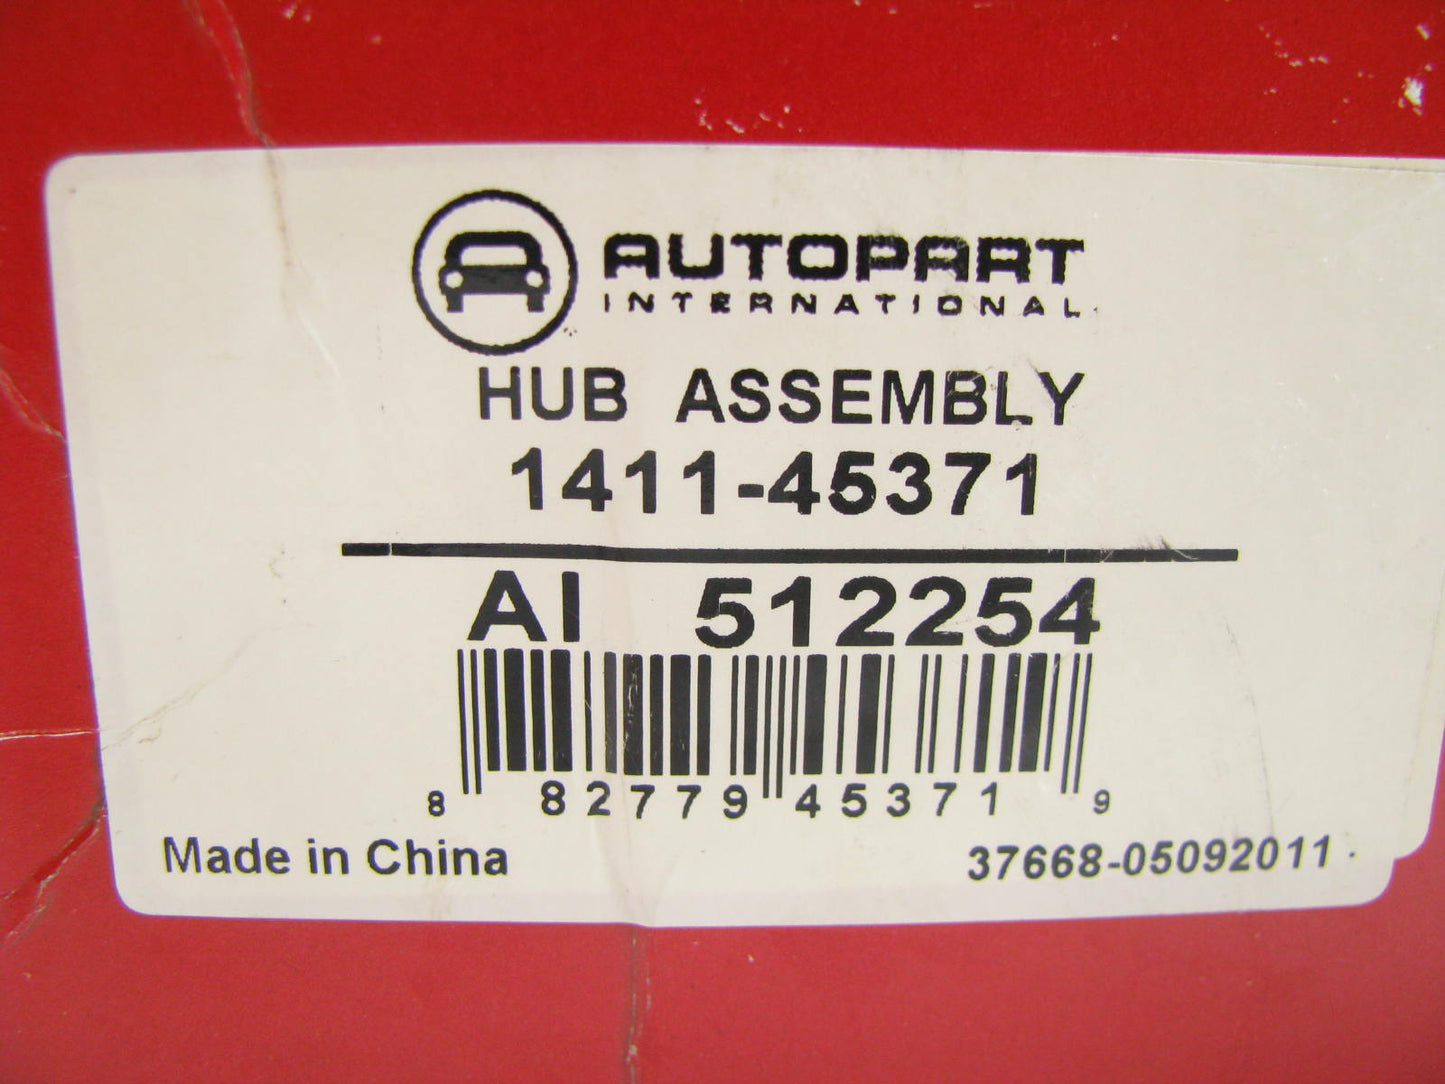 AUTOPART
INTERNATIONAL
HUB ASSEMBLY
1411-45371
AI 512254
8 82779 45371 9
Made in China
37668-05092011